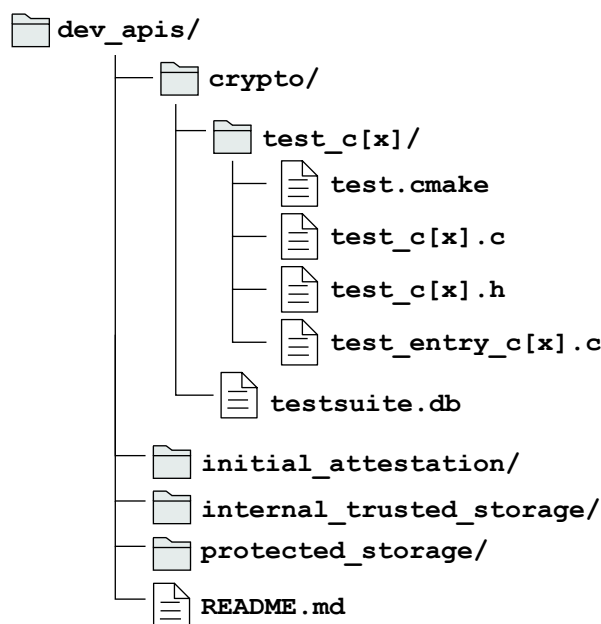 dev_apis/
crypto/
test_c[x]/
test.cmake
test_c[x].c
test_c[x].h
test_entry_c[x].c
testsuite.db
initial_attestation/
internal_trusted_storage/
protected_storage/
README.md